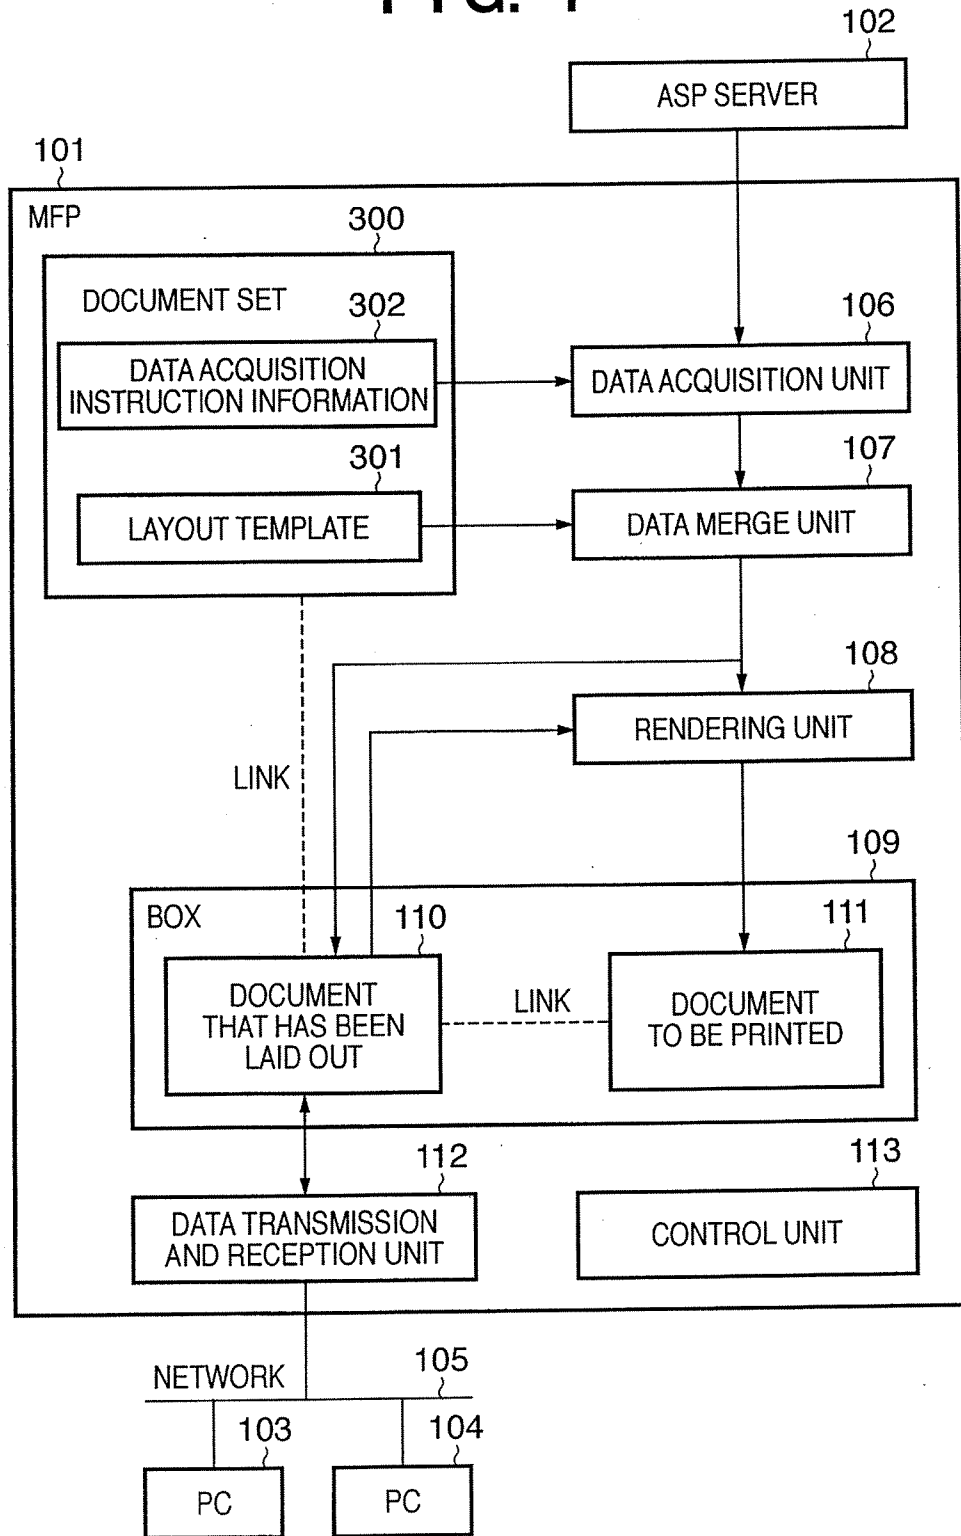 102
ASP SERVER
101
MFP
300
DOCUMENT SET
302
DATA ACQUISITION
INSTRUCTION INFORMATION
106
DATA ACQUISITION UNIT
301
LAYOUT TEMPLATE
107
DATA MERGE UNIT
108
RENDERING UNIT
LINK
109
BOX
110
DOCUMENT
THAT HAS BEEN
LAID OUT
LINK
111
DOCUMENT
TO BE PRINTED
112
DATA TRANSMISSION
AND RECEPTION UNIT
113
CONTROL UNIT
NETWORK
105
103
PC
104
PC